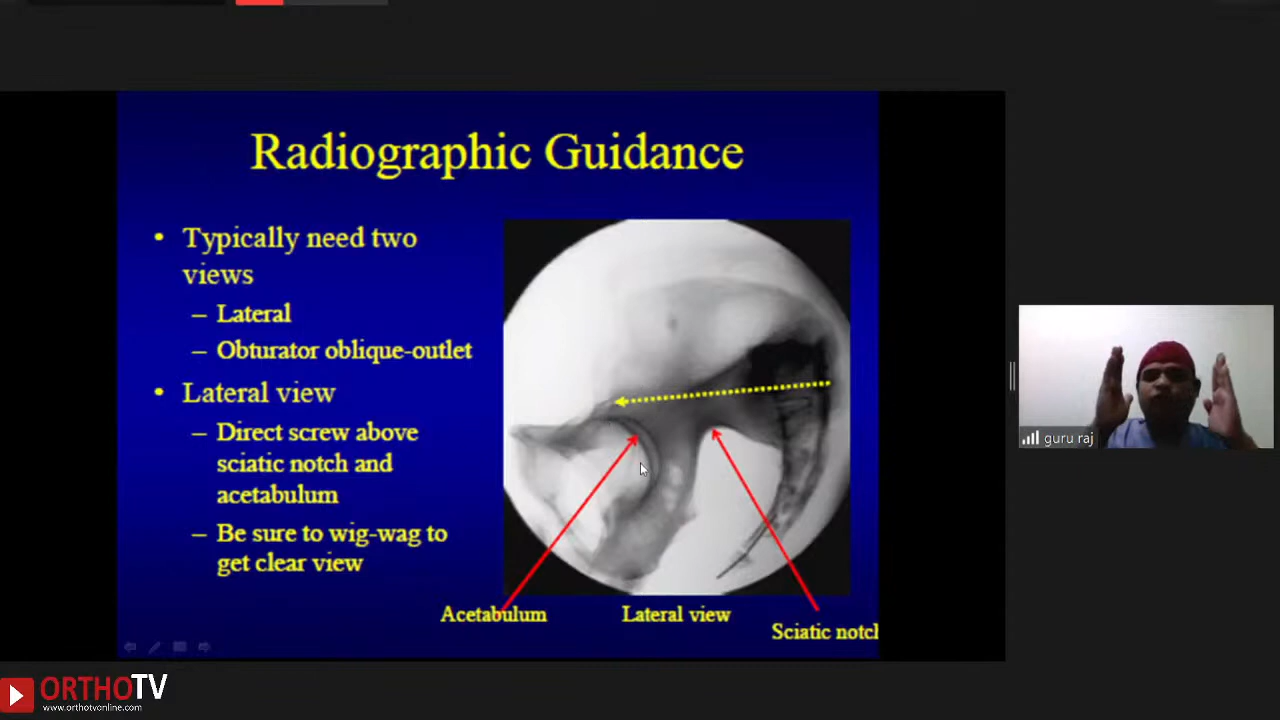 Radiographic Guidance
• Typically need two
views
– Lateral
– Obturator oblique-outlet
• Lateral view
– Direct screw above
sciatic notch and
acetabulum
– Be sure to wig-wag to
get clear view
Acetabulum
Lateral view
Sciatic notch
guru raj
ORTHOTV
www.orthotvonline.com